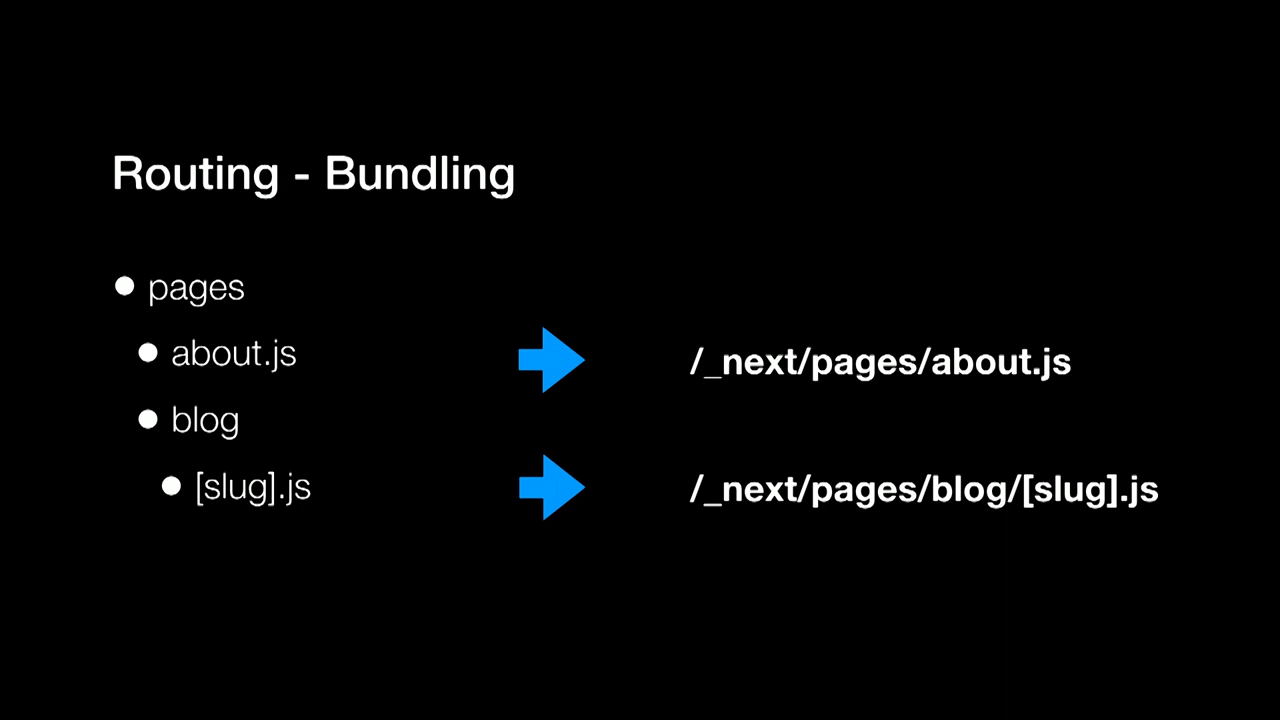 Routing - Bundling
pages
about.js
/_next/pages/about.js
blog
[slug].js
/_next/pages/blog/[slug].js